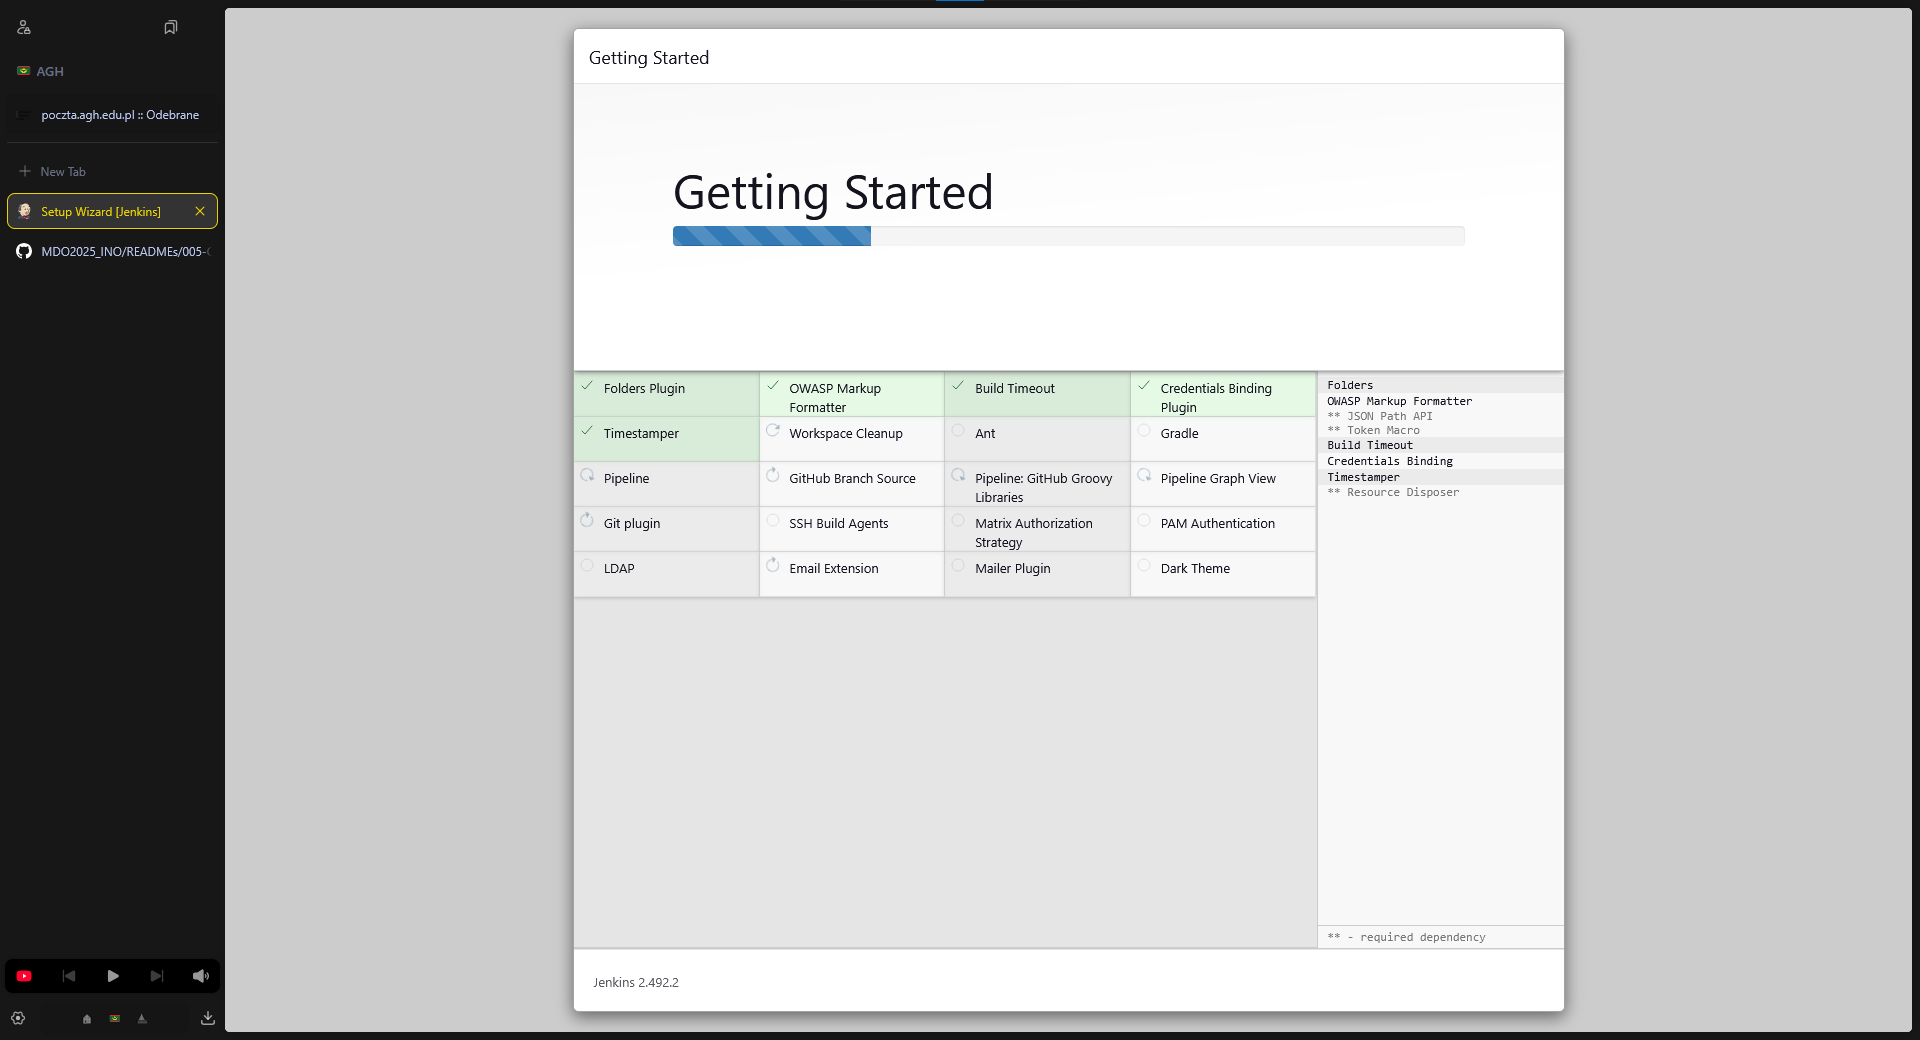 AGH
poczta.agh.edu.pl :: Odebrane
New Tab
Setup Wizard [Jenkins]
MDO2025_INO/READMEs/005-
Getting Started
Getting Started
Folders Plugin
OWASP Markup
Formatter
Build Timeout
Credentials Binding
Plugin
Timestamper
Workspace Cleanup
Ant
Gradle
Pipeline
GitHub Branch Source
Pipeline: GitHub Groovy
Libraries
Pipeline Graph View
Git plugin
SSH Build Agents
Matrix Authorization
Strategy
PAM Authentication
LDAP
Email Extension
Mailer Plugin
Dark Theme
Folders
OWASP Markup Formatter
** JSON Path API
** Token Macro
Build Timeout
Credentials Binding
Timestamper
** Resource Disposer
** - required dependency
Jenkins 2.492.2